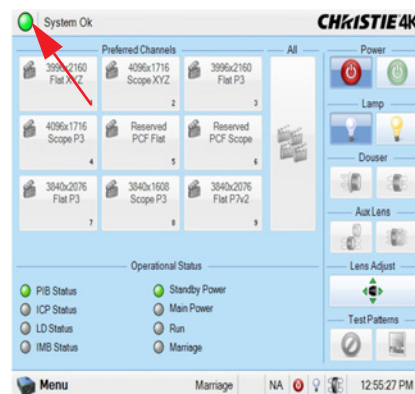 System Ok
CHRISTIE 4K
Preferred Channels
All
Power
3996x2160
Flat XYZ
1
4096x1716
Scope XYZ
2
3996x2160
Flat P3
3
Lamp
4096x1716
Scope P3
4
Reserved
PCF Flat
5
Reserved
PCF Scope
6
Douser
3840x2076
Flat P3
7
3840x1608
Scope P3
8
3840x2076
Flat P7v2
9
Aux Lens
Operational Status
Lens Adjust
PIB Status
Standby Power
ICP Status
Main Power
LD Status
Run
IMB Status
Marriage
Test Patterns
Menu
Marriage
NA
12:55:27 PM